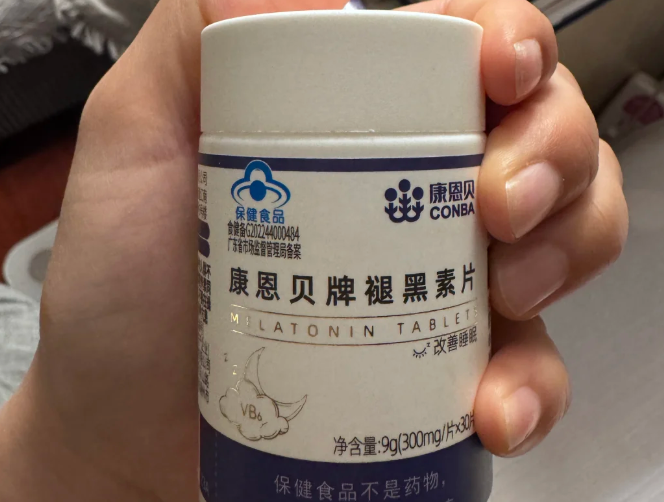 保健食品
食健备G202244000484
广东省市场监督管理局备案
康恩贝
CONBA
康恩贝牌褪黑素片
MELATONIN TABLETS
改善睡眠
VB6
净含量:9g(300mg/片×30片
保健食品不是药物,